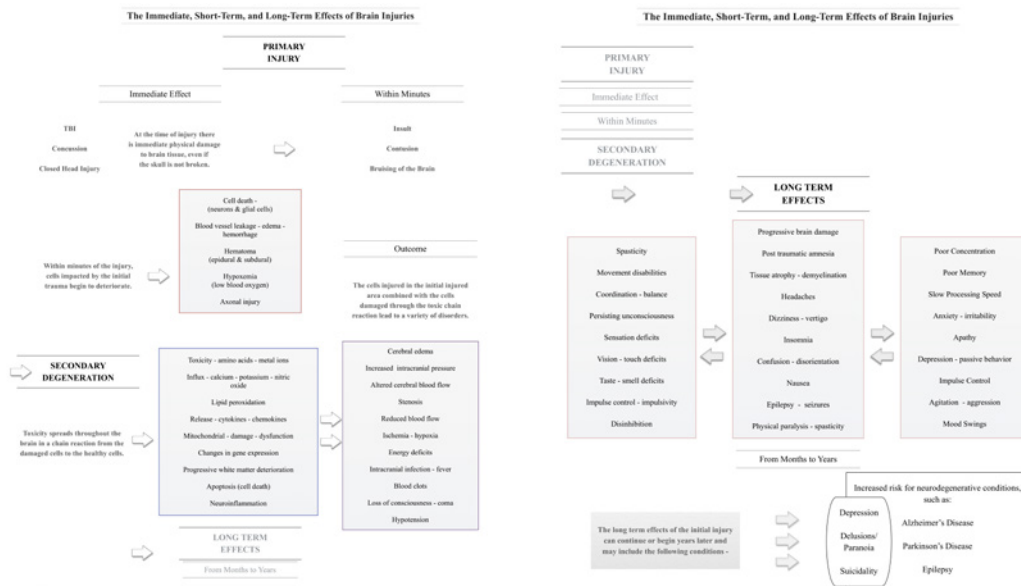 The Immediate, Short-Term, and Long-Term Effects of Brain Injuries
PRIMARY
INJURY
Immediate Effect
Within Minutes
TBI
Concussion
Closed Head Injury
At the time of injury there
is immediate physical damage
to brain tissue, even if
the skull is not broken.
Insult
Contusion
Bruising of the Brain
Within minutes of the injury,
cells impacted by the initial
trauma begin to deteriorate.
Cell death -
(neurons & glial cells)
Blood vessel leakage - edema -
hemorrhage
Hematoma
(epidural & subdural)
Hypoxemia
(low blood oxygen)
Axonal injury
Outcome
The cells injured in the initial injured
area combined with the cells
damaged through the toxic chain
reaction lead to a variety of disorders.
SECONDARY
DEGENERATION
Toxicity spreads throughout the
brain in a chain reaction from the
damaged cells to the healthy cells.
Toxicity - amino acids - metal ions
Influx - calcium - potassium - nitric
oxide
Lipid peroxidation
Release - cytokines - chemokines
Mitochondrial - damage - dysfunction
Changes in gene expression
Progressive white matter deterioration
Apoptosis (cell death)
Neuroinflammation
Cerebral edema
Increased intracranial pressure
Altered cerebral blood flow
Stenosis
Reduced blood flow
Ischemia - hypoxia
Energy deficits
Intracranial infection - fever
Blood clots
Loss of consciousness - coma
Hypotension
LONG TERM
EFFECTS
From Months to Years
The Immediate, Short-Term, and Long-Term Effects of Brain Injuries
PRIMARY
INJURY
Immediate Effect
Within Minutes
SECONDARY
DEGENERATION
LONG TERM
EFFECTS
Spasticity
Movement disabilities
Coordination - balance
Persisting unconsciousness
Sensation deficits
Vision - touch deficits
Taste - smell deficits
Impulse control - impulsivity
Disinhibition
Progressive brain damage
Post traumatic amnesia
Tissue atrophy - demyelination
Headaches
Dizziness - vertigo
Insomnia
Confusion - disorientation
Nausea
Epilepsy - seizures
Physical paralysis - spasticity
Poor Concentration
Poor Memory
Slow Processing Speed
Anxiety - irritability
Apathy
Depression - passive behavior
Impulse Control
Agitation - aggression
Mood Swings
From Months to Years
The long term effects of the initial injury
can continue or begin years later and
may include the following conditions -
Increased risk for neurodegenerative conditions,
such as:
Depression
Delusions/
Paranoia
Suicidality
Alzheimer's Disease
Parkinson's Disease
Epilepsy